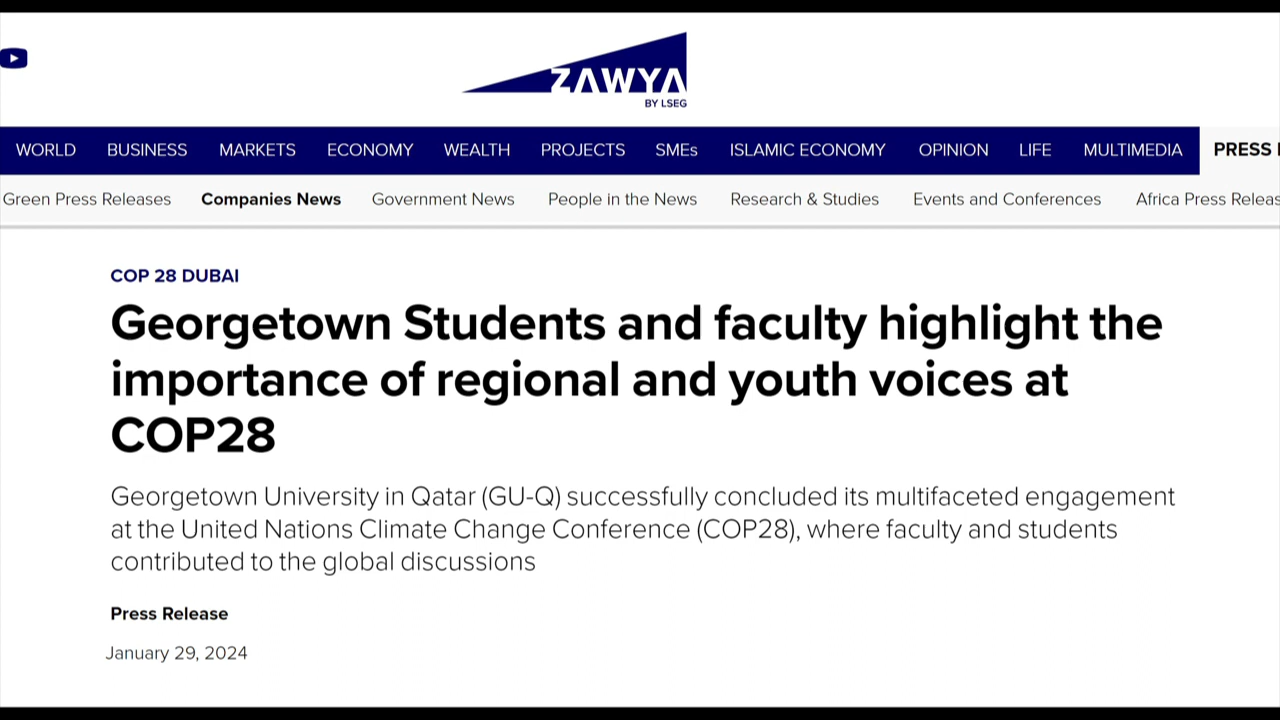 ZAWYA
BY LSEG
WORLD BUSINESS MARKETS ECONOMY WEALTH PROJECTS SMEs ISLAMIC ECONOMY OPINION LIFE MULTIMEDIA PRESS
Green Press Releases Companies News Government News People in the News Research & Studies Events and Conferences Africa Press Releas
COP 28 DUBAI
Georgetown Students and faculty highlight the
importance of regional and youth voices at
COP28
Georgetown University in Qatar (GU-Q) successfully concluded its multifaceted engagement
at the United Nations Climate Change Conference (COP28), where faculty and students
contributed to the global discussions
Press Release
January 29, 2024